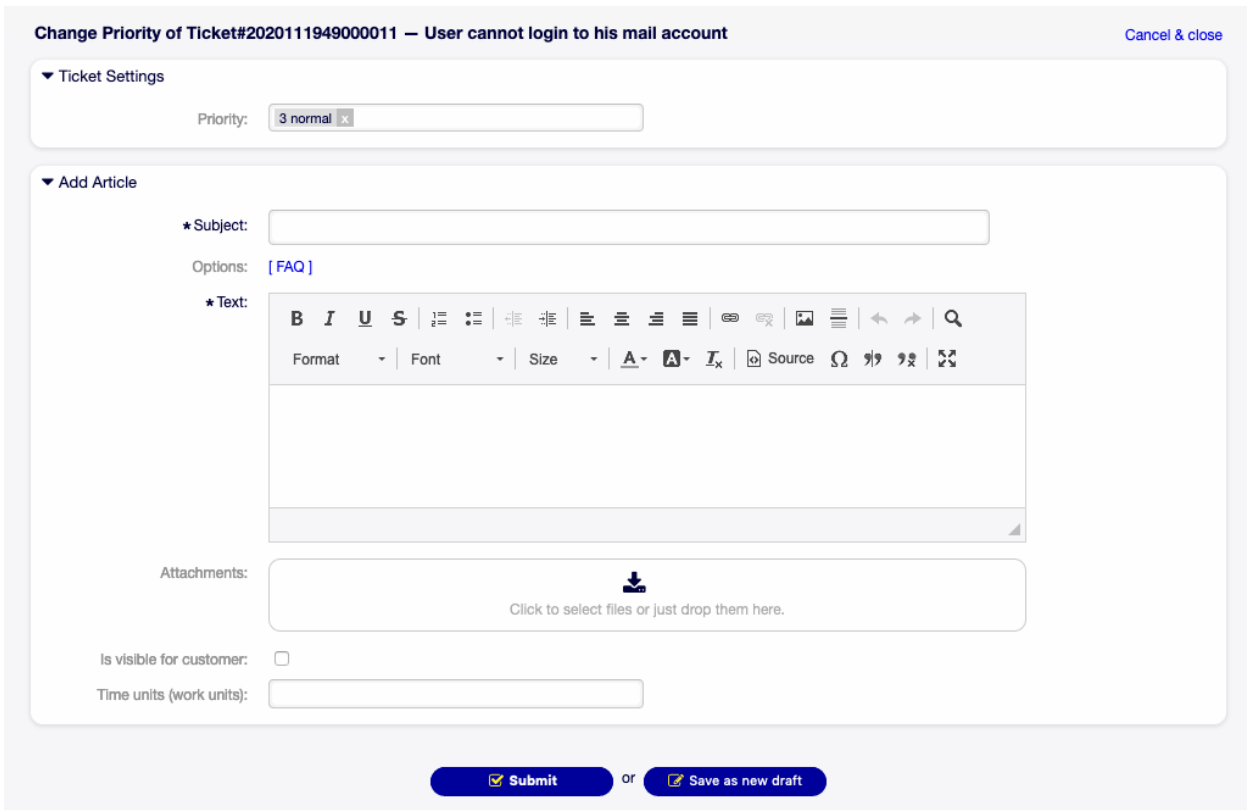 Change Priority of Ticket#2020111949000011 — User cannot login to his mail account
Cancel & close
Ticket Settings
Priority: 3 normal x
Add Article
* Subject:
Options: [ FAQ ]
* Text:
B I U S
Format Font Size A A Tx Source Ω
Attachments:
Click to select files or just drop them here.
Is visible for customer:
Time units (work units):
Submit or Save as new draft